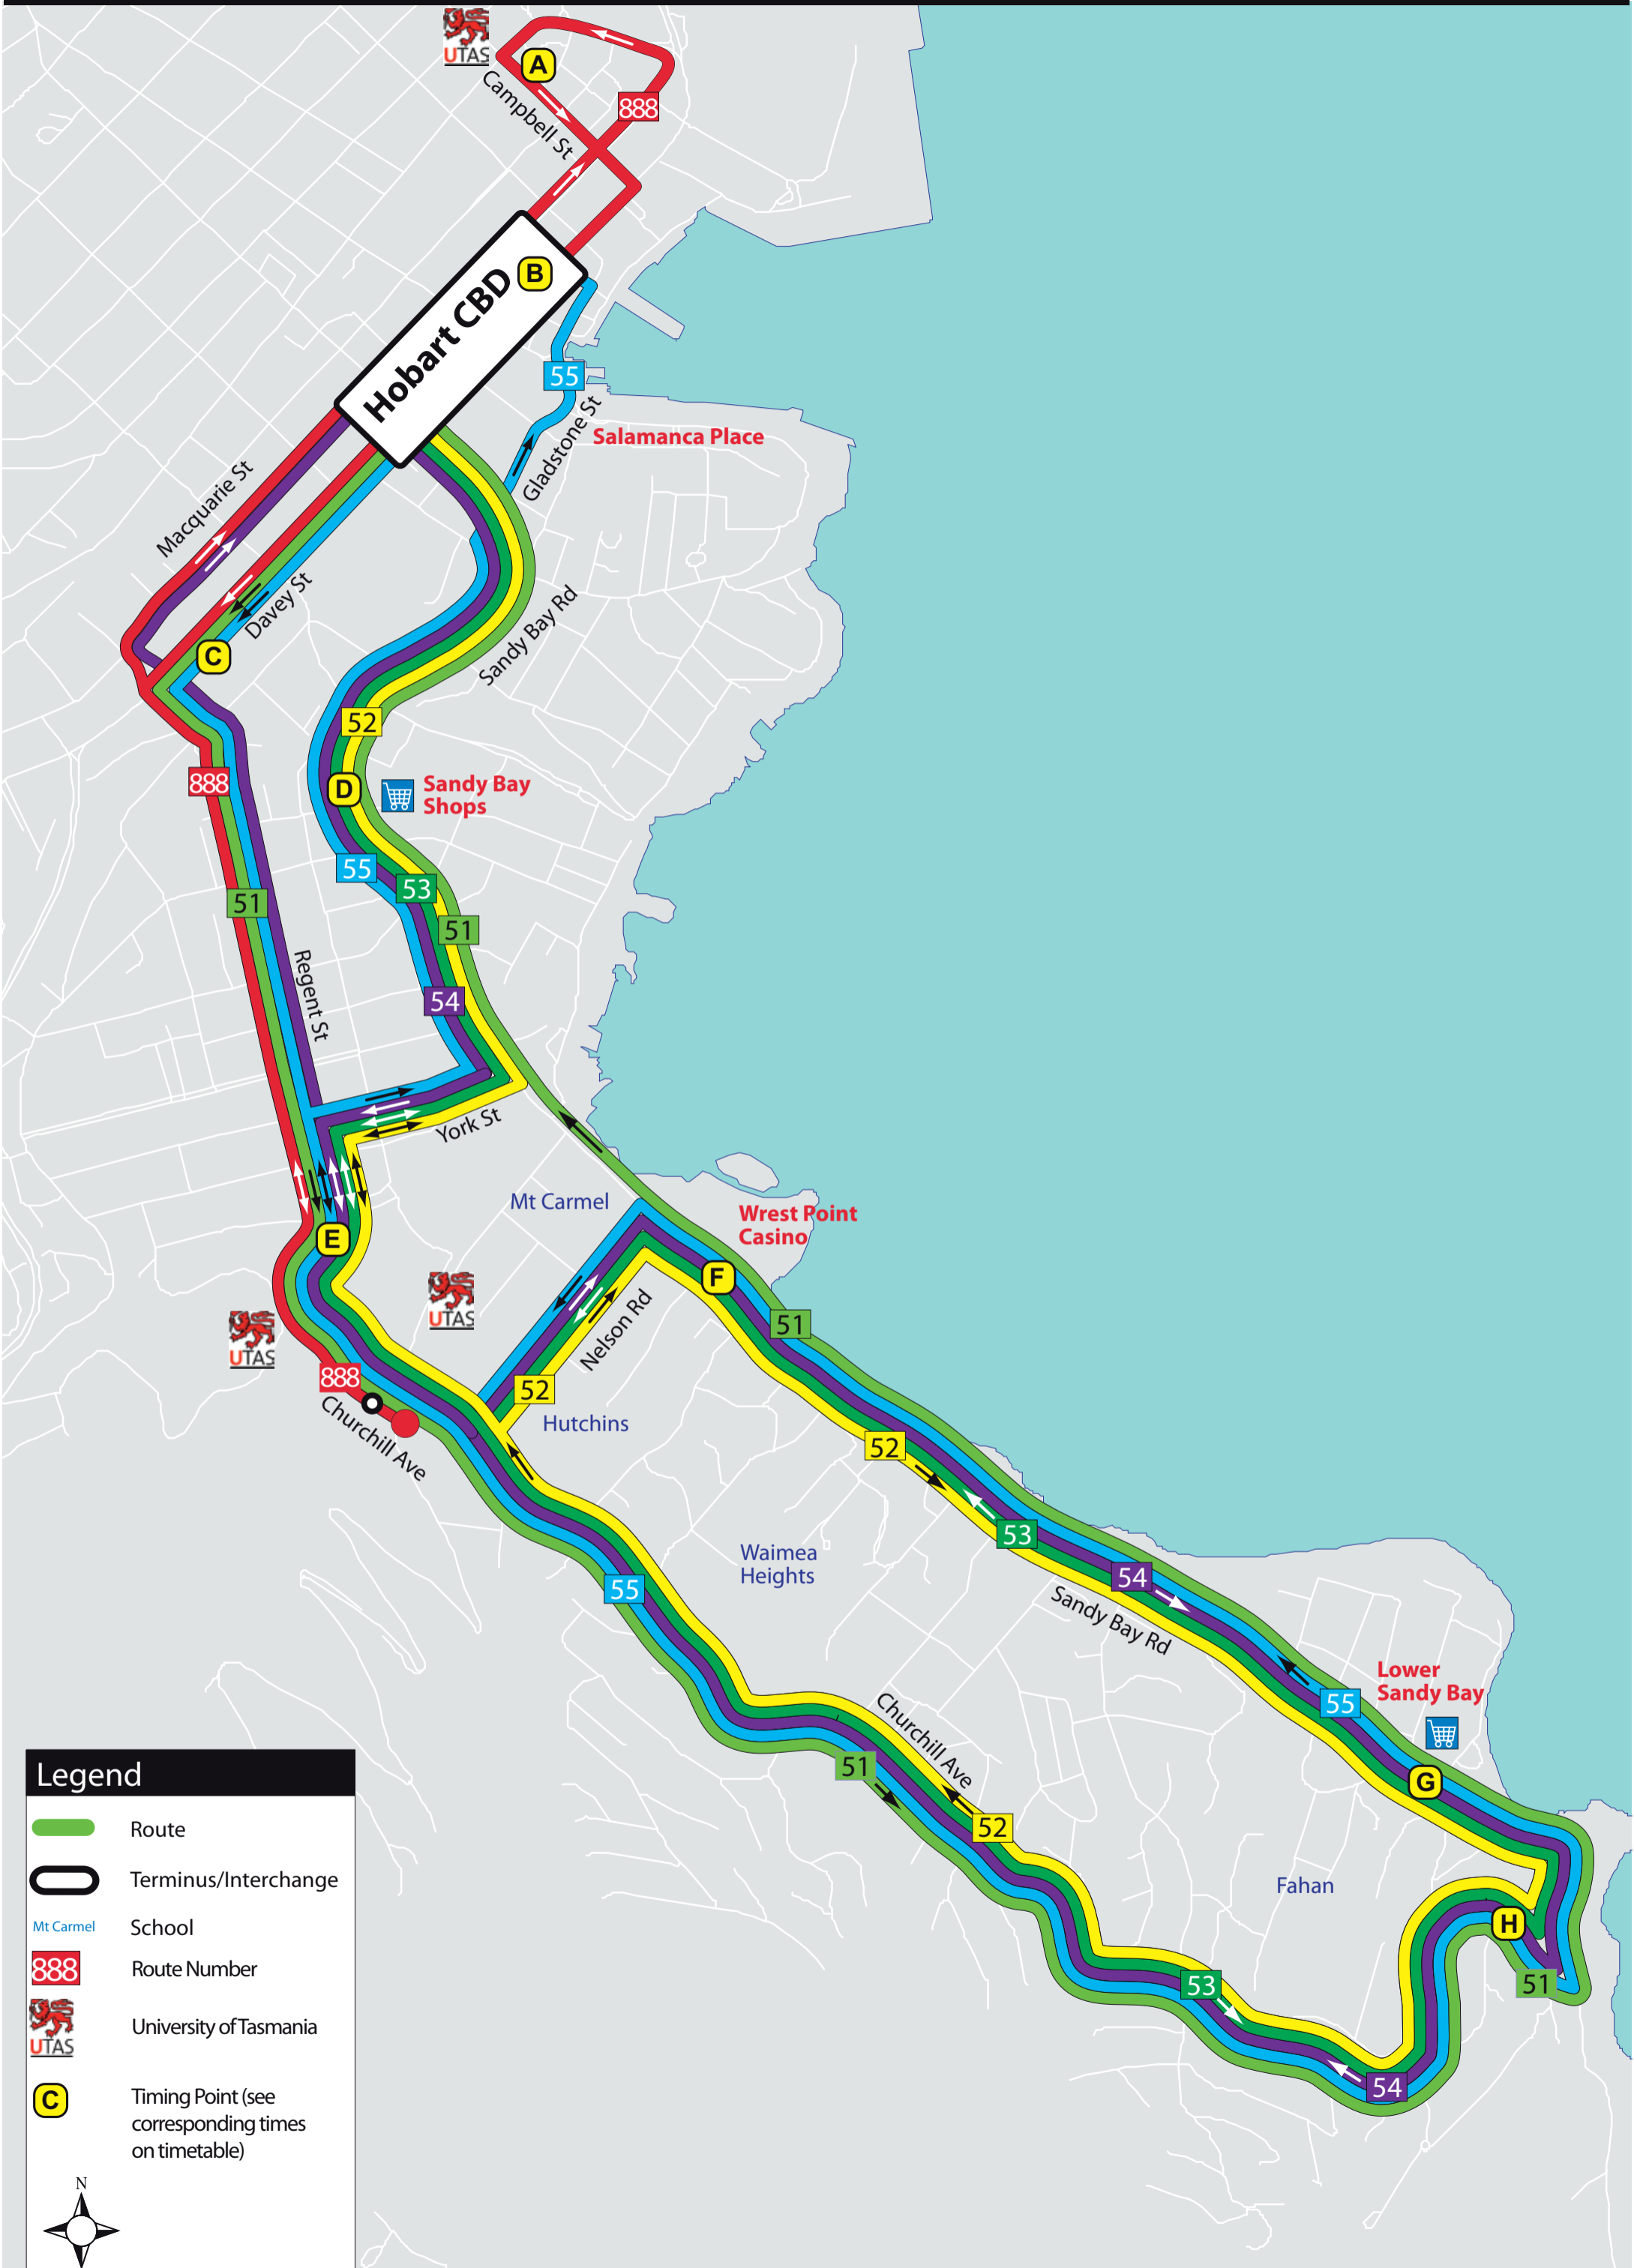 UTAS
A
Campbell St
888
B
Hobart CBD
55
Gladstone St
Salamanca Place
Macquarie St
Davey St
C
Sandy Bay Rd
52
888
D
Sandy Bay
Shops
55
53
51
51
Regent St
54
York St
E
Mt Carmel
Wrest Point
Casino
F
UTAS
UTAS
51
Nelson Rd
888
52
Churchill Ave
Hutchins
52
53
Waimea
Heights
54
55
Sandy Bay Rd
Lower
Sandy Bay
55
Churchill Ave
51
G
52
Fahan
H
53
51
54
Legend
Route
Terminus/Interchange
Mt Carmel
School
888
Route Number
UTAS
University of Tasmania
C
Timing Point (see
corresponding times
on timetable)
N